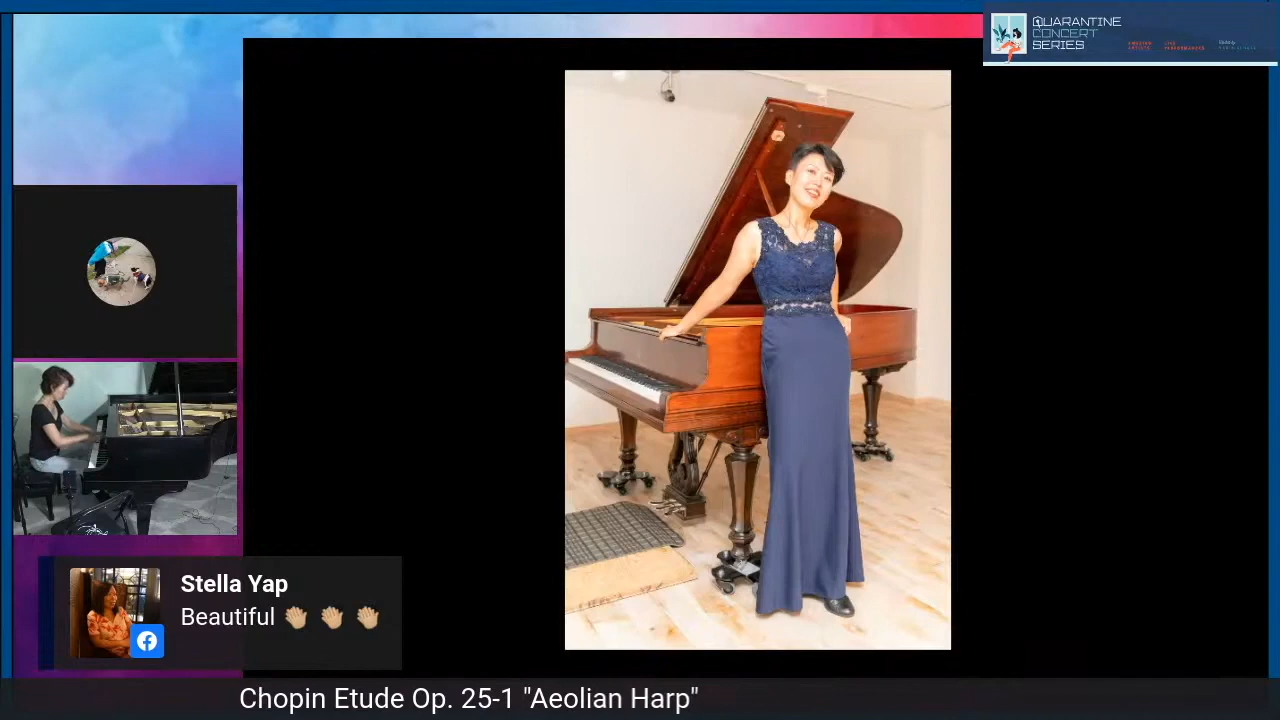 QUARANTINE
CONCERT
SERIES
Stella Yap
Beautiful 👏🏼 👏🏼 👏🏼
Chopin Etude Op. 25-1 "Aeolian Harp"